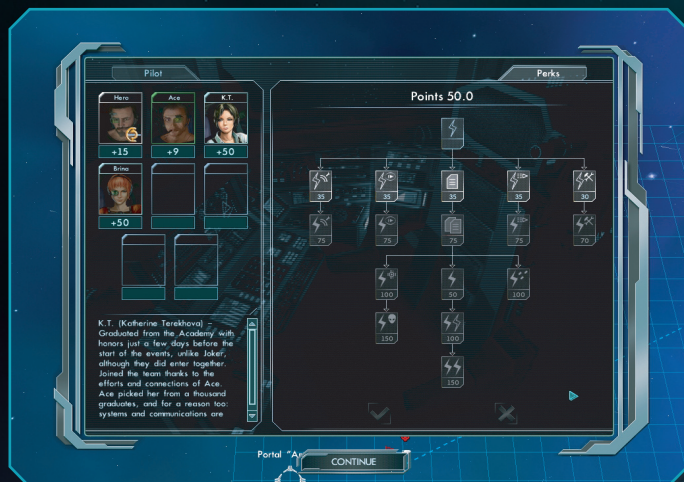 Pilot
Perks
Hero
Ace
K.T.
+15
+9
+50
Brina
+50
K.T. (Katherine Terekhova) –
Graduated from the Academy with
honors just a few days before the
start of the events, unlike Joker,
although they did enter together.
Joined the team thanks to the
efforts and connections of Ace.
Ace picked her from a thousand
graduates, and for a reason too:
systems and communications are
Points 50.0
35
35
35
35
30
75
75
75
75
70
100
50
100
150
100
150
Portal
CONTINUE